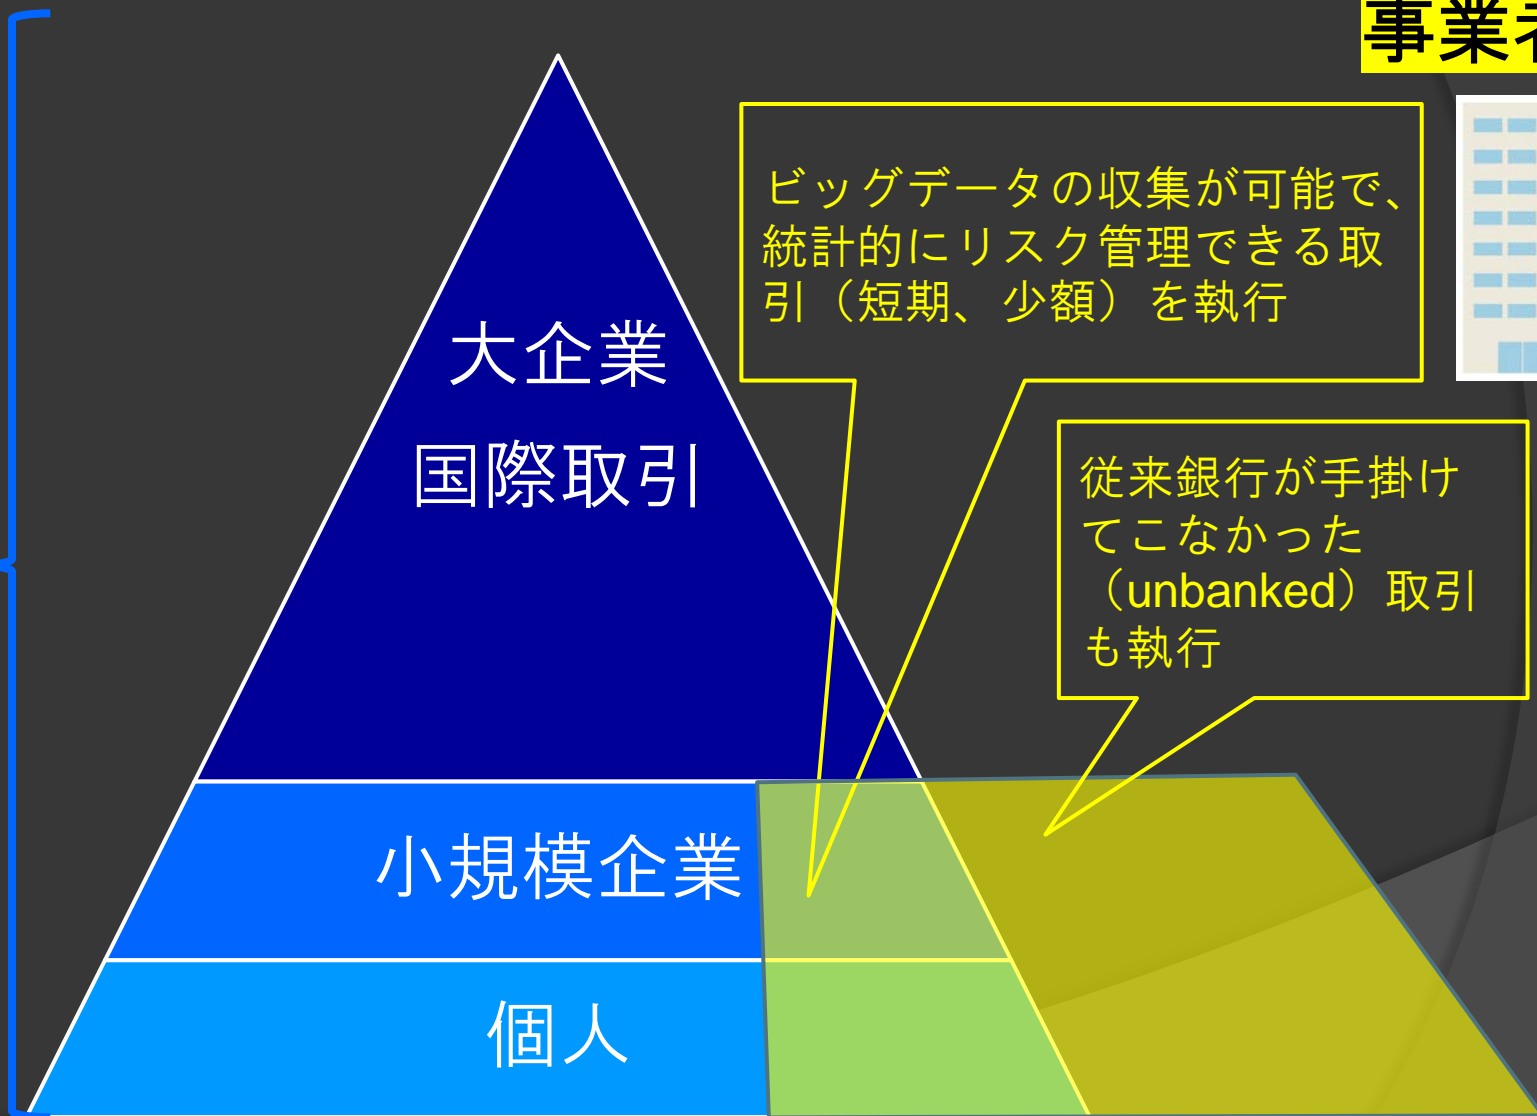 事業者
ビッグデータの収集が可能で、
統計的にリスク管理できる取
引（短期、少額）を執行
大企業
国際取引
従来銀行が手掛け
てこなかった
（unbanked）取引
も執行
小規模企業
個人